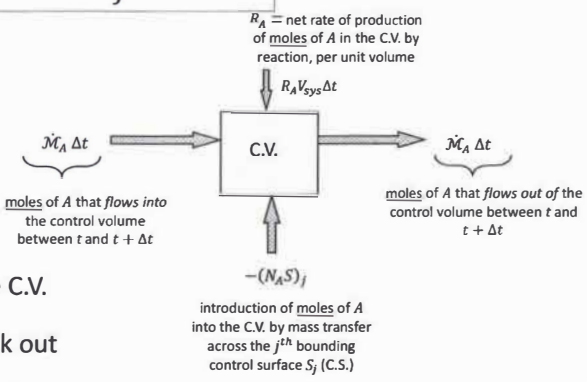 R_A = net rate of production
of moles of A in the C.V. by
reaction, per unit volume
R_A V_sys Δt
Ṁ_A Δt
C.V.
Ṁ_A Δt
moles of A that flows into
the control volume
between t and t + Δt
moles of A that flows out of the
control volume between t and
t + Δt
−(N_A S)_j
introduction of moles of A
into the C.V. by mass transfer
across the j^th bounding
control surface S_j (C.S.)
C.V.
k out